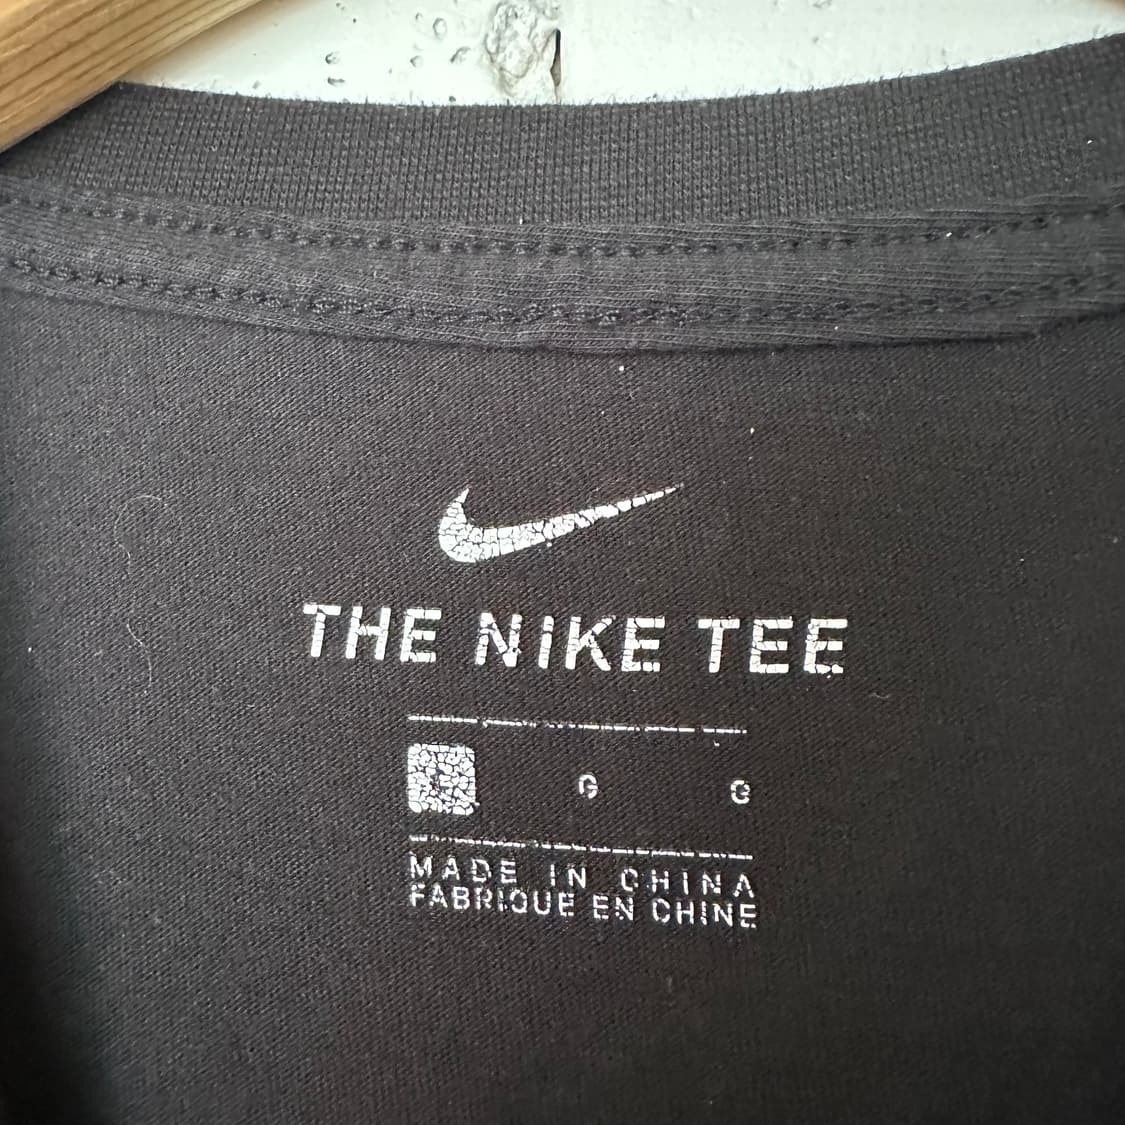 THE NIKE TEE
G G
MADE IN CHINA
FABRIQUE EN CHINE